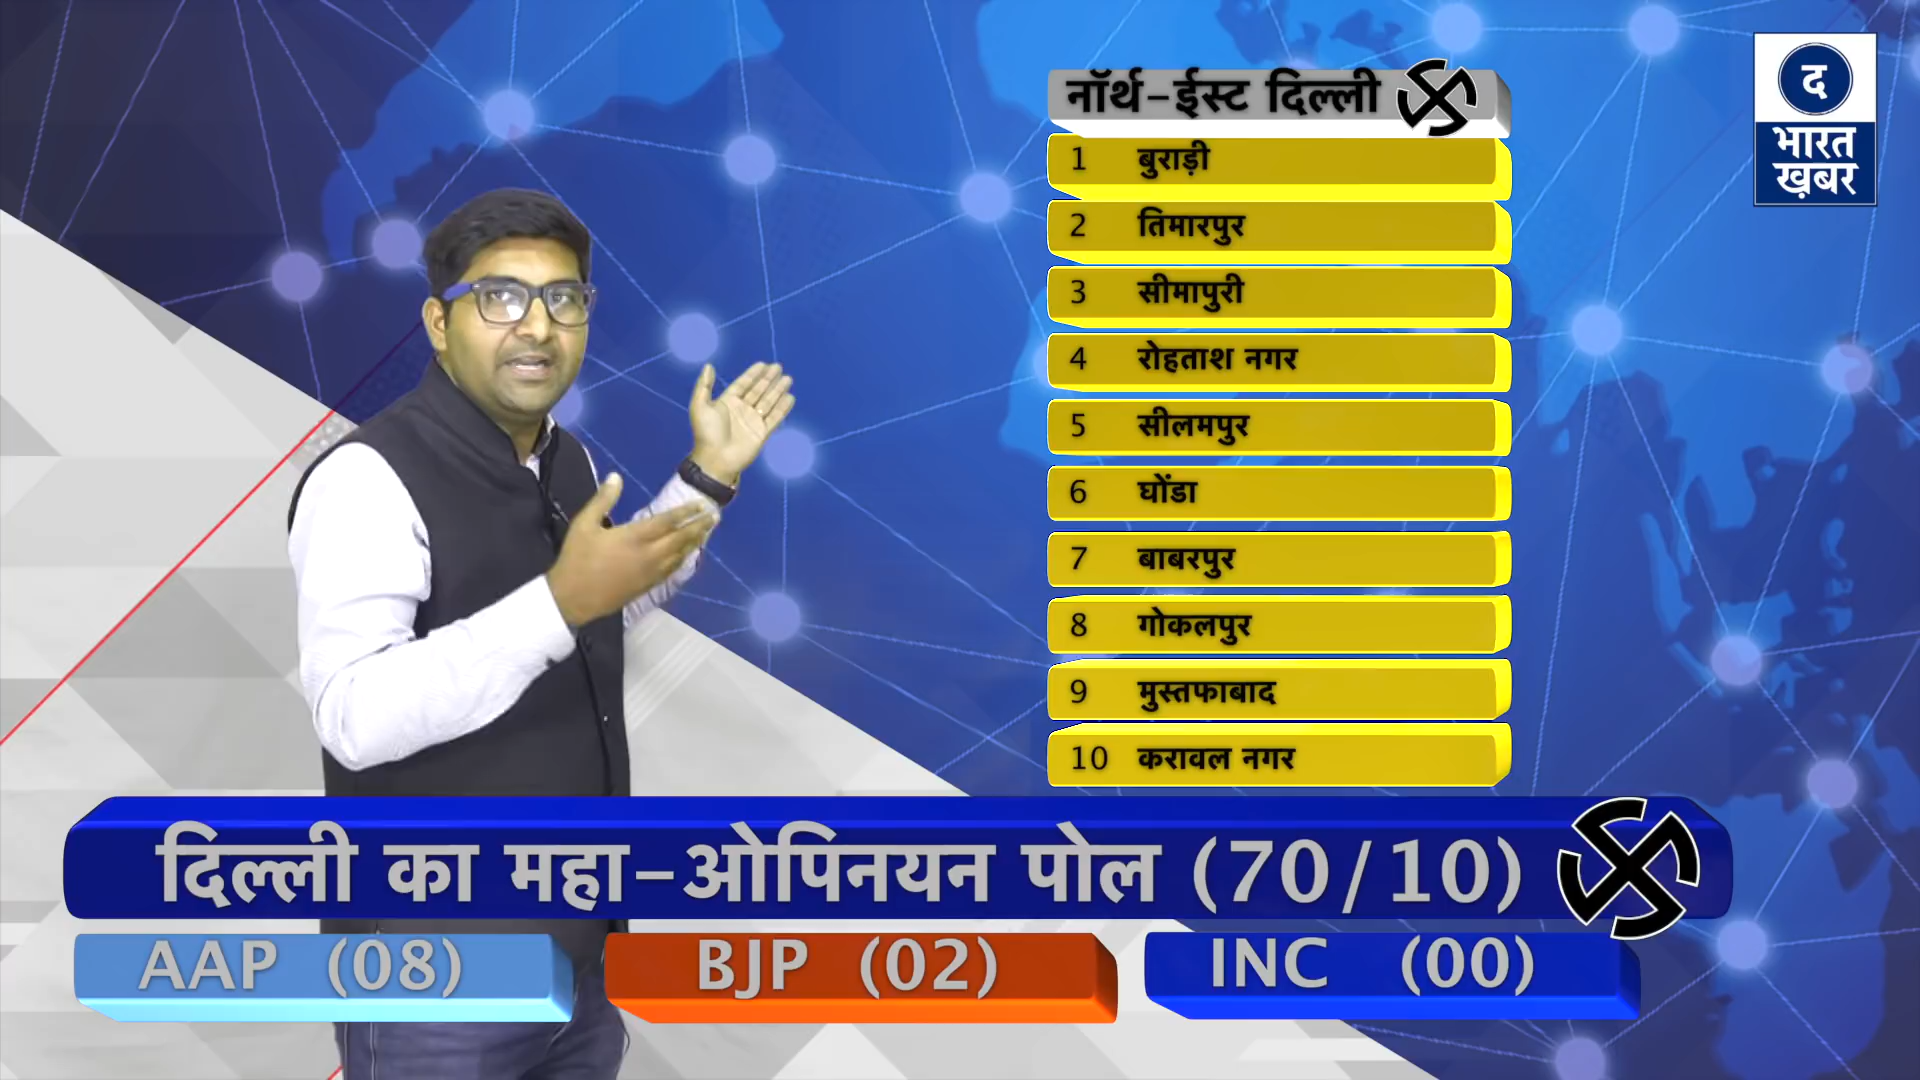 नॉर्थ-ईस्ट दिल्ली
1 बुराड़ी
2 तिमारपुर
3 सीमापुरी
4 रोहताश नगर
5 सीलमपुर
6 घोंडा
7 बाबरपुर
8 गोकलपुर
9 मुस्तफाबाद
10 करावल नगर
द
भारत
ख़बर
दिल्ली का महा-ओपिनयन पोल (70/10)
AAP (08)
BJP (02)
INC (00)